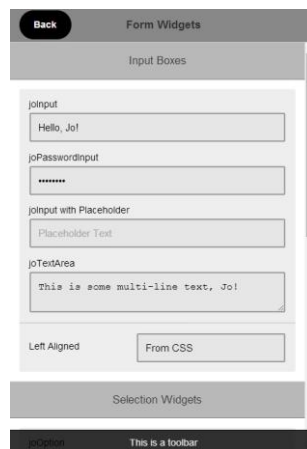 Back
Form Widgets
Input Boxes
joInput
Hello, Jo!
joPasswordInput
••••••••
joInput with Placeholder
Placeholder Text
joTextArea
This is some multi-line text, Jo!
Left Aligned
From CSS
Selection Widgets
joOption
This is a toolbar